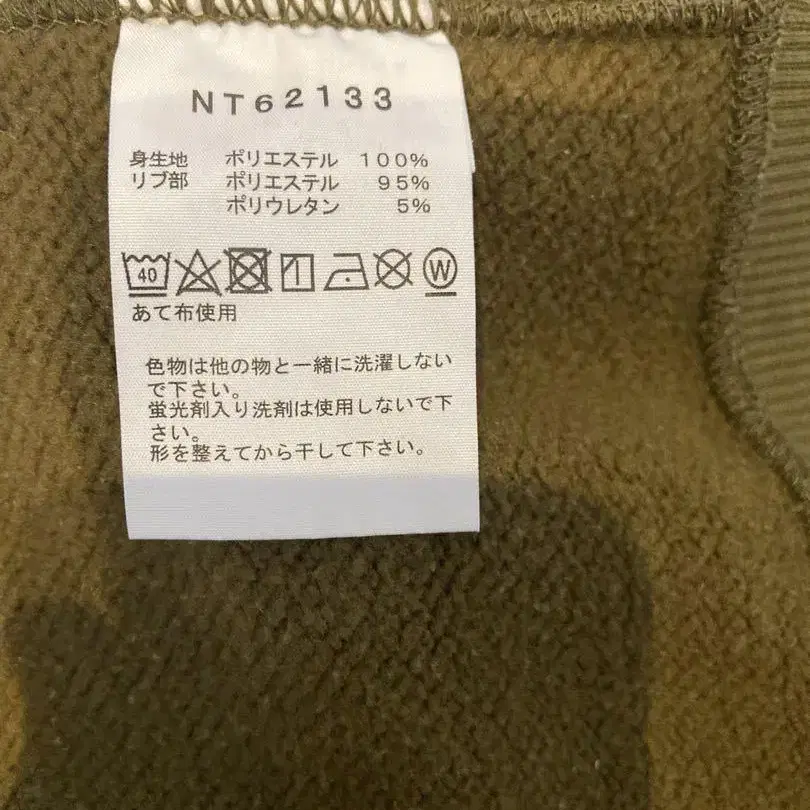 NT62133
身生地 ポリエステル 100%
リブ部 ポリエステル 95%
ポリウレタン 5%
40 W
あて布使用
色物は他の物と一緒に洗濯しない
で下さい。
蛍光剤入り洗剤は使用しないで下
さい。
形を整えてから干して下さい。